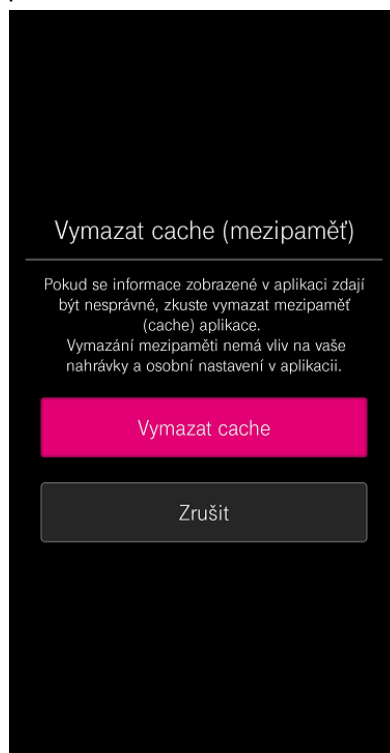 Vymazat cache (mezipaměť)
Pokud se informace zobrazené v aplikaci zdají
být nesprávné, zkuste vymazat mezipaměť
(cache) aplikace.
Vymazání mezipaměti nemá vliv na vaše
nahrávky a osobní nastavení v aplikacii.
Vymazat cache
Zrušit